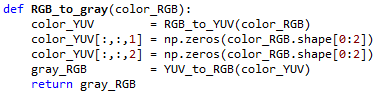 def RGB_to_gray(color_RGB):
    color_YUV        = RGB_to_YUV(color_RGB)
    color_YUV[:,:,1] = np.zeros(color_RGB.shape[0:2])
    color_YUV[:,:,2] = np.zeros(color_RGB.shape[0:2])
    gray_RGB         = YUV_to_RGB(color_YUV)
    return gray_RGB